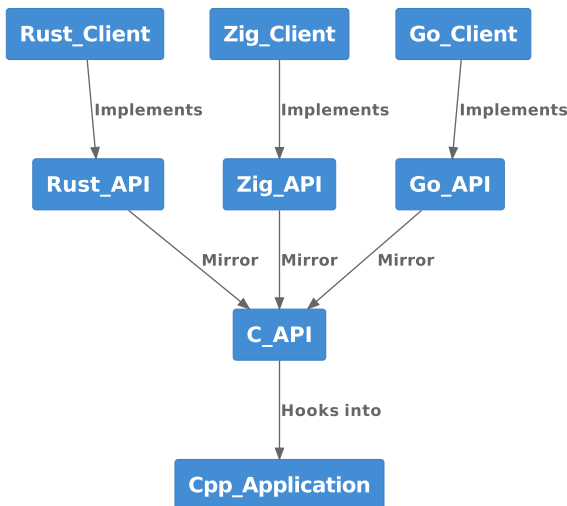 Rust_Client
Zig_Client
Go_Client
Implements
Implements
Implements
Rust_API
Zig_API
Go_API
Mirror
Mirror
Mirror
C_API
Hooks into
Cpp_Application